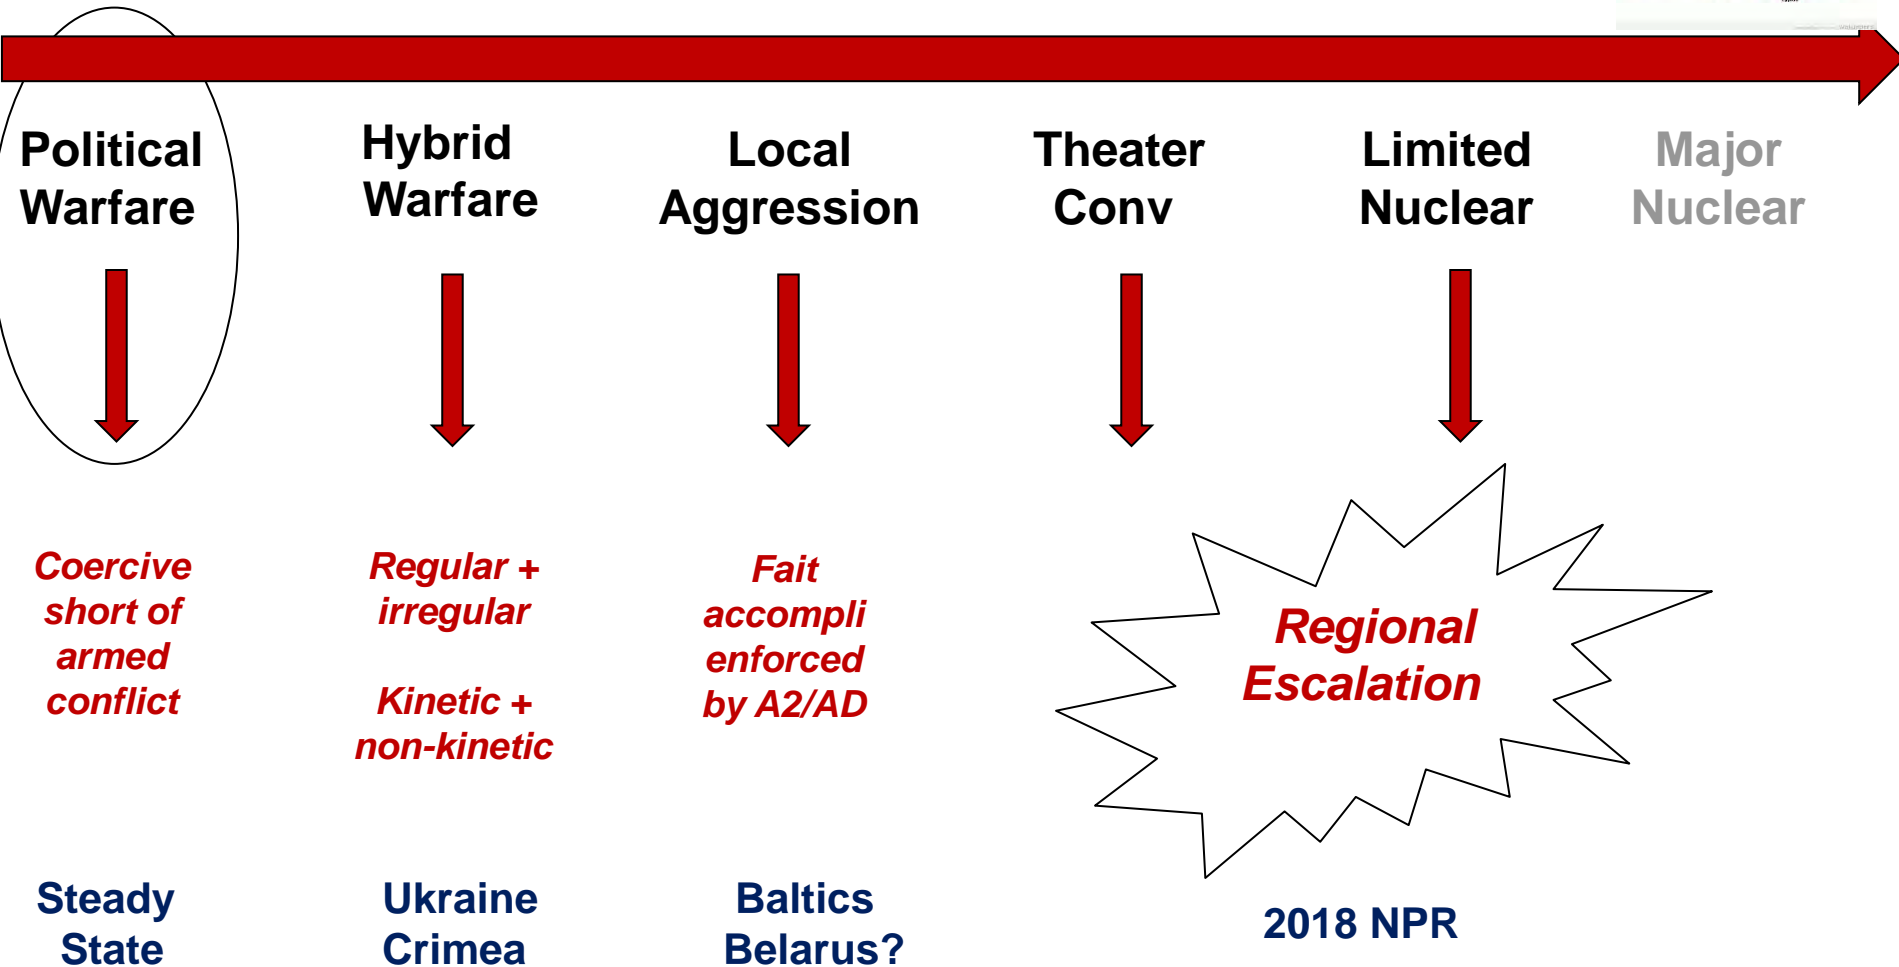 Political
Warfare
Hybrid
Warfare
Local
Aggression
Theater
Conv
Limited
Nuclear
Major
Nuclear
Coercive
short of
armed
conflict
Regular +
irregular
Kinetic +
non-kinetic
Fait
accompli
enforced
by A2/AD
Regional
Escalation
Steady
State
Ukraine
Crimea
Baltics
Belarus?
2018 NPR